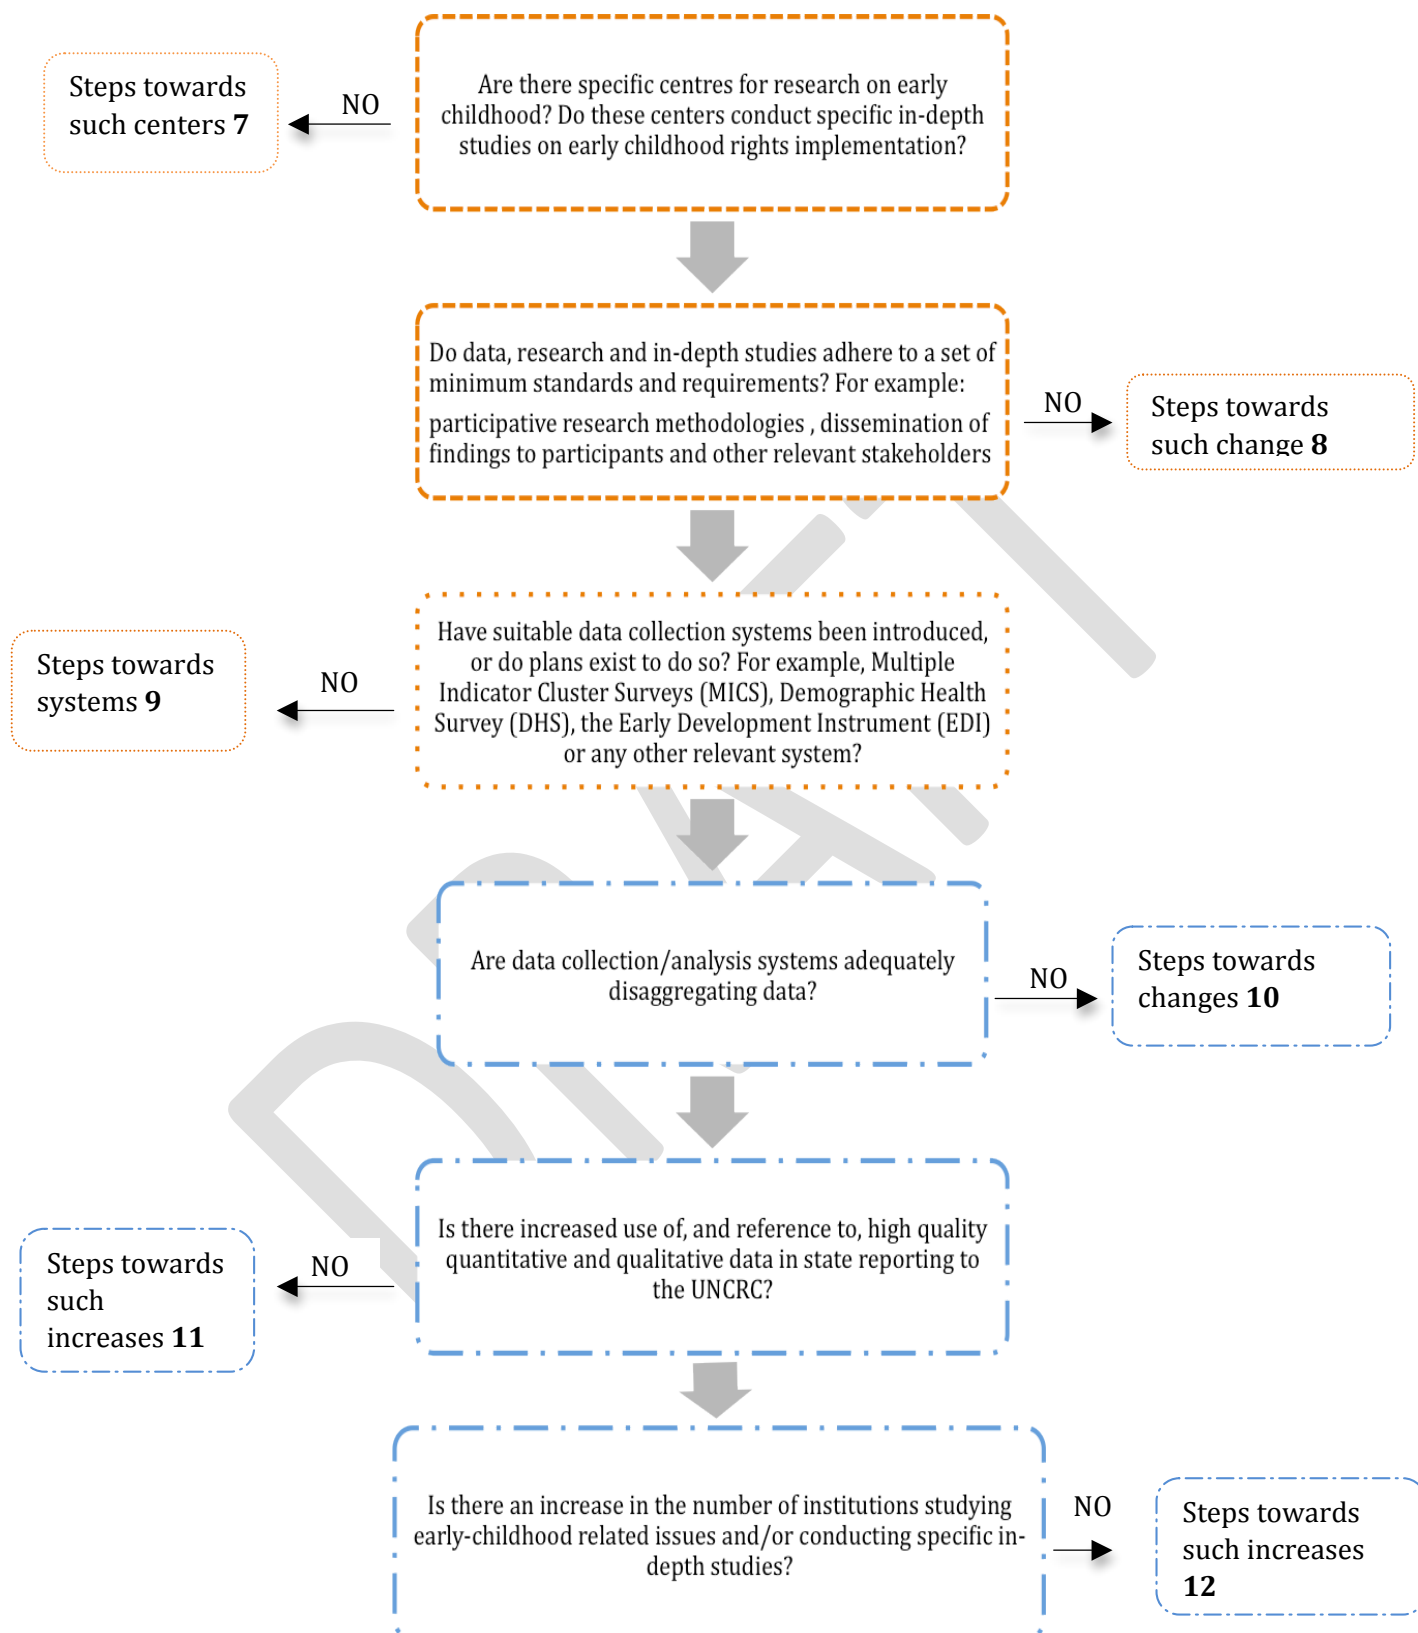 Are there specific centres for research on early
childhood? Do these centers conduct specific in-depth
studies on early childhood rights implementation?
NO
Steps towards
such centers 7
Do data, research and in-depth studies adhere to a set of
minimum standards and requirements? For example:
participative research methodologies , dissemination of
findings to participants and other relevant stakeholders
NO
Steps towards
such change 8
Have suitable data collection systems been introduced,
or do plans exist to do so? For example, Multiple
Indicator Cluster Surveys (MICS), Demographic Health
Survey (DHS), the Early Development Instrument (EDI)
or any other relevant system?
NO
Steps towards
systems 9
Are data collection/analysis systems adequately
disaggregating data?
NO
Steps towards
changes 10
Is there increased use of, and reference to, high quality
quantitative and qualitative data in state reporting to
the UNCRC?
NO
Steps towards
such
increases 11
Is there an increase in the number of institutions studying
early-childhood related issues and/or conducting specific in-
depth studies?
NO
Steps towards
such increases
12
DRAFT